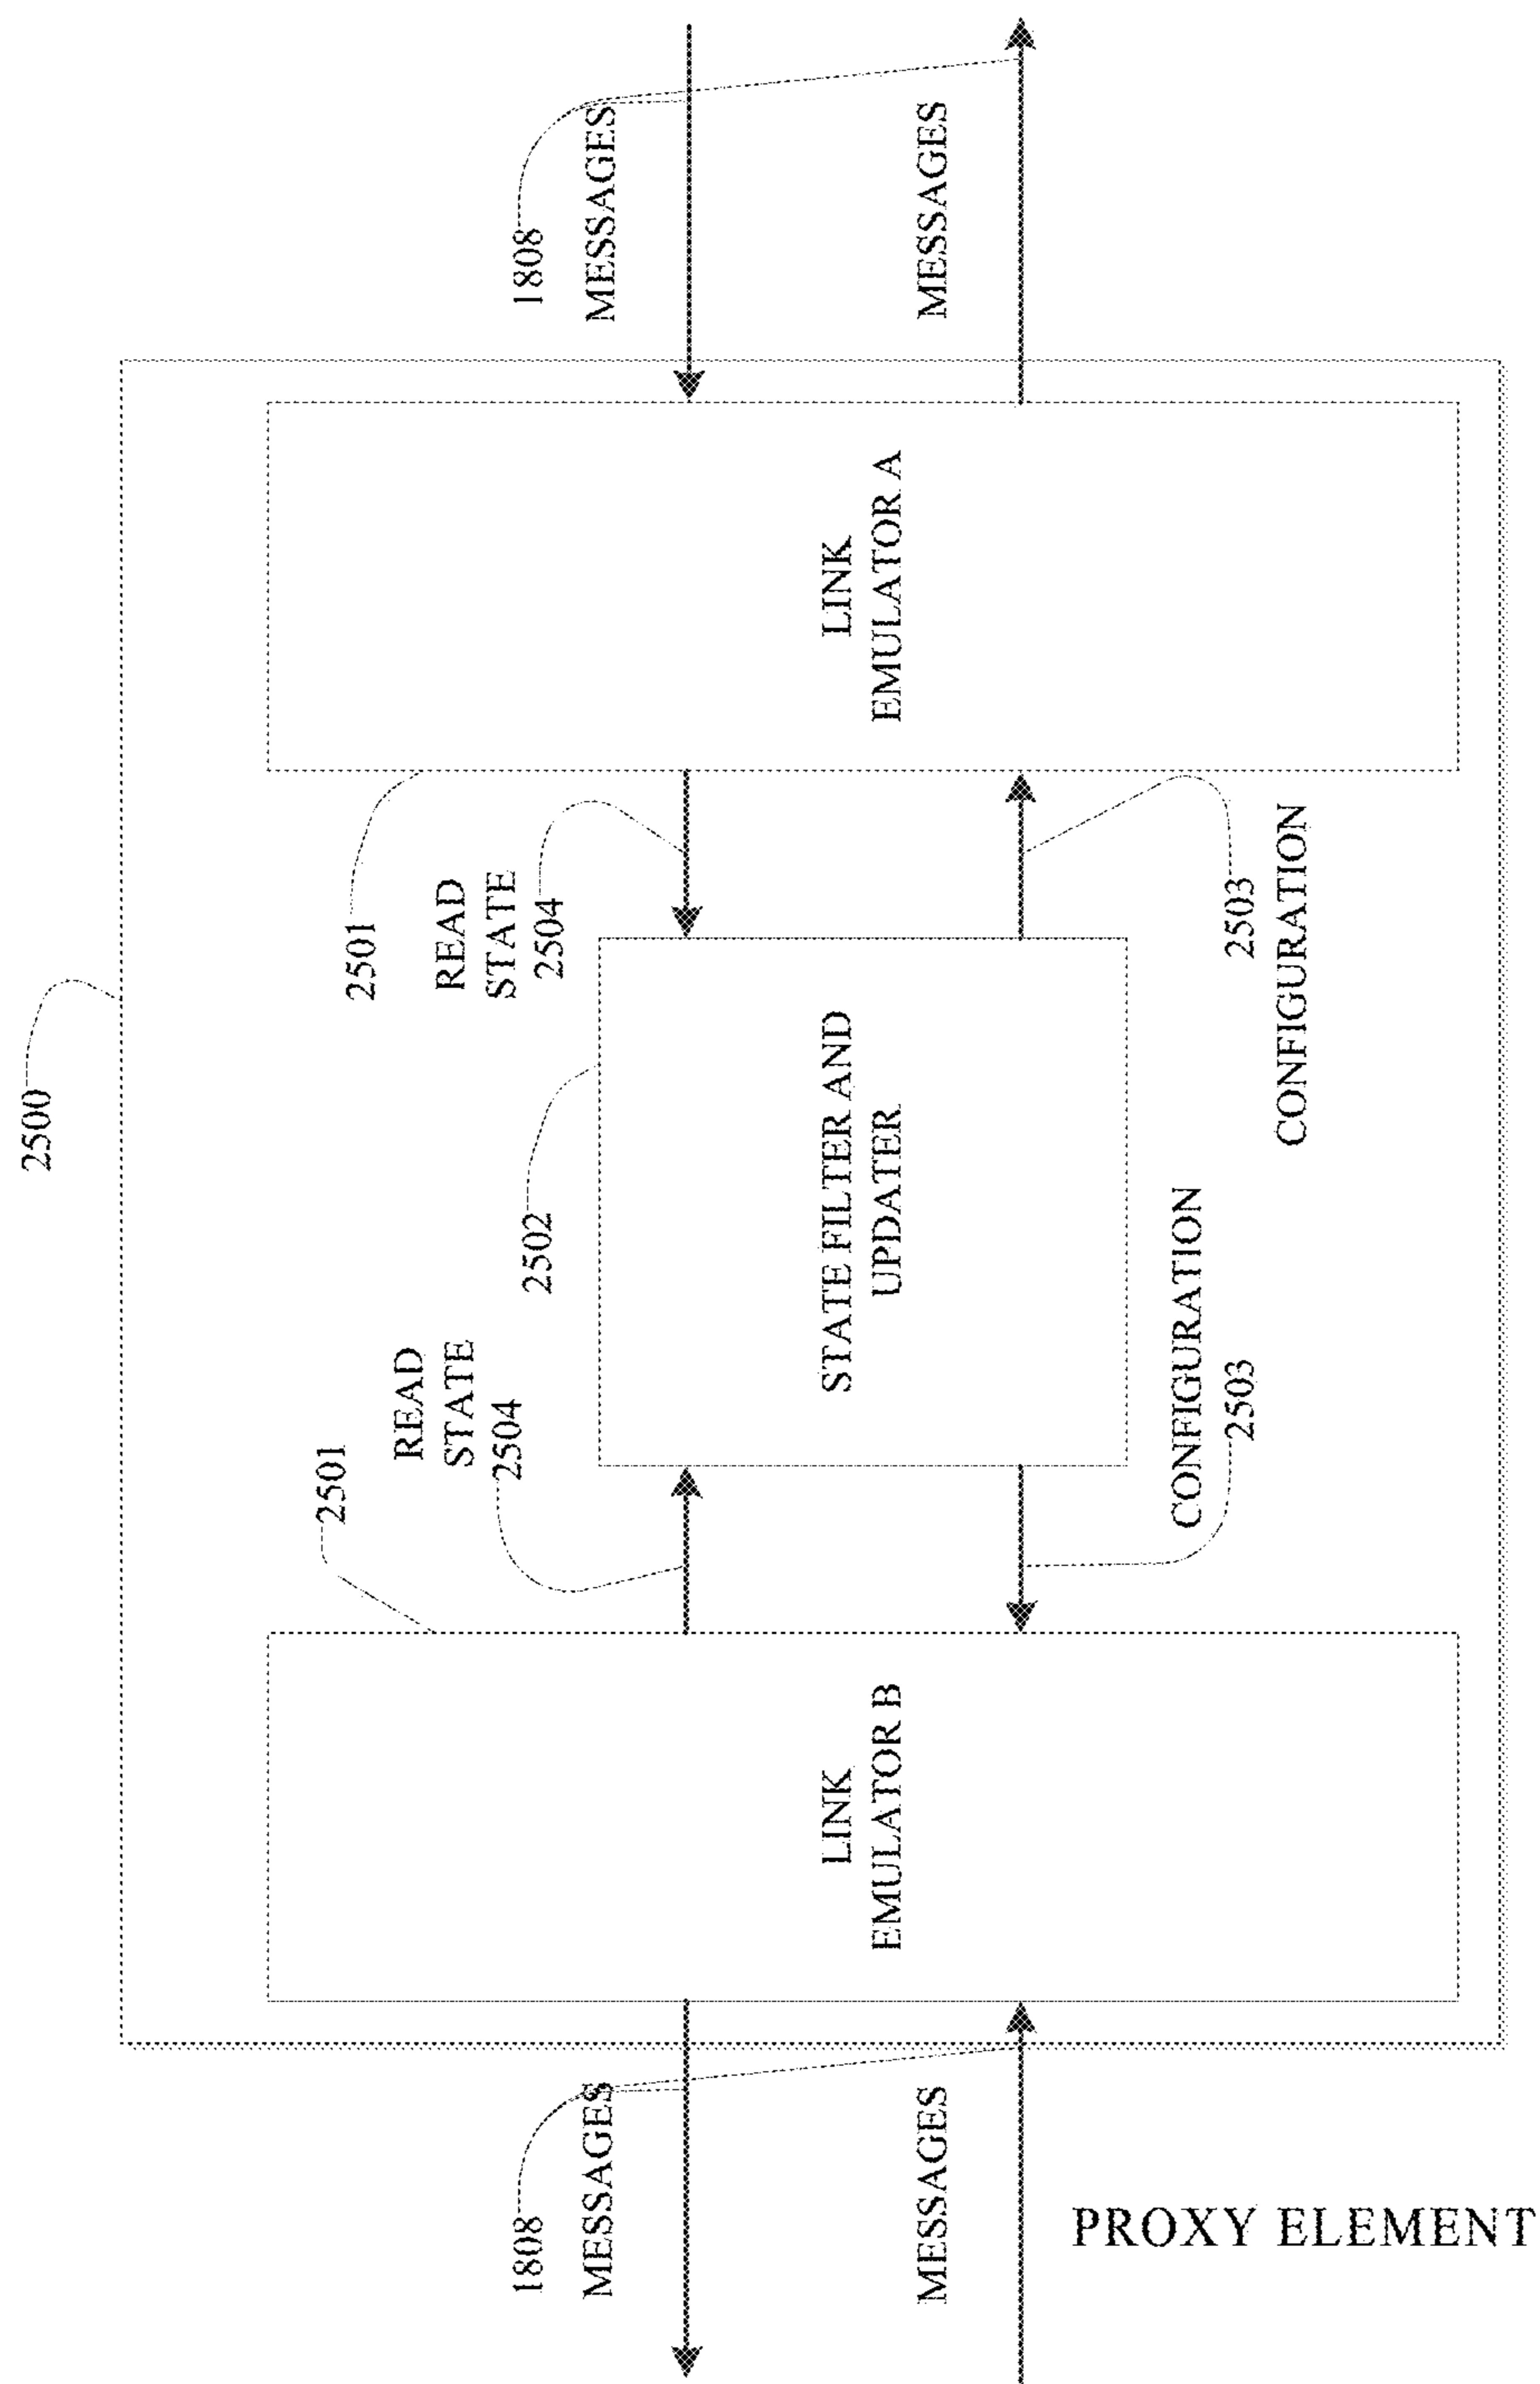 2500
1808
MESSAGES
MESSAGES
2501
READ
STATE
2504
LINK
EMULATOR B
2502
STATE FILTER AND
UPDATER
CONFIGURATION
2503
2501
READ
STATE
2504
2503
CONFIGURATION
LINK
EMULATOR A
1808
MESSAGES
MESSAGES
PROXY ELEMENT